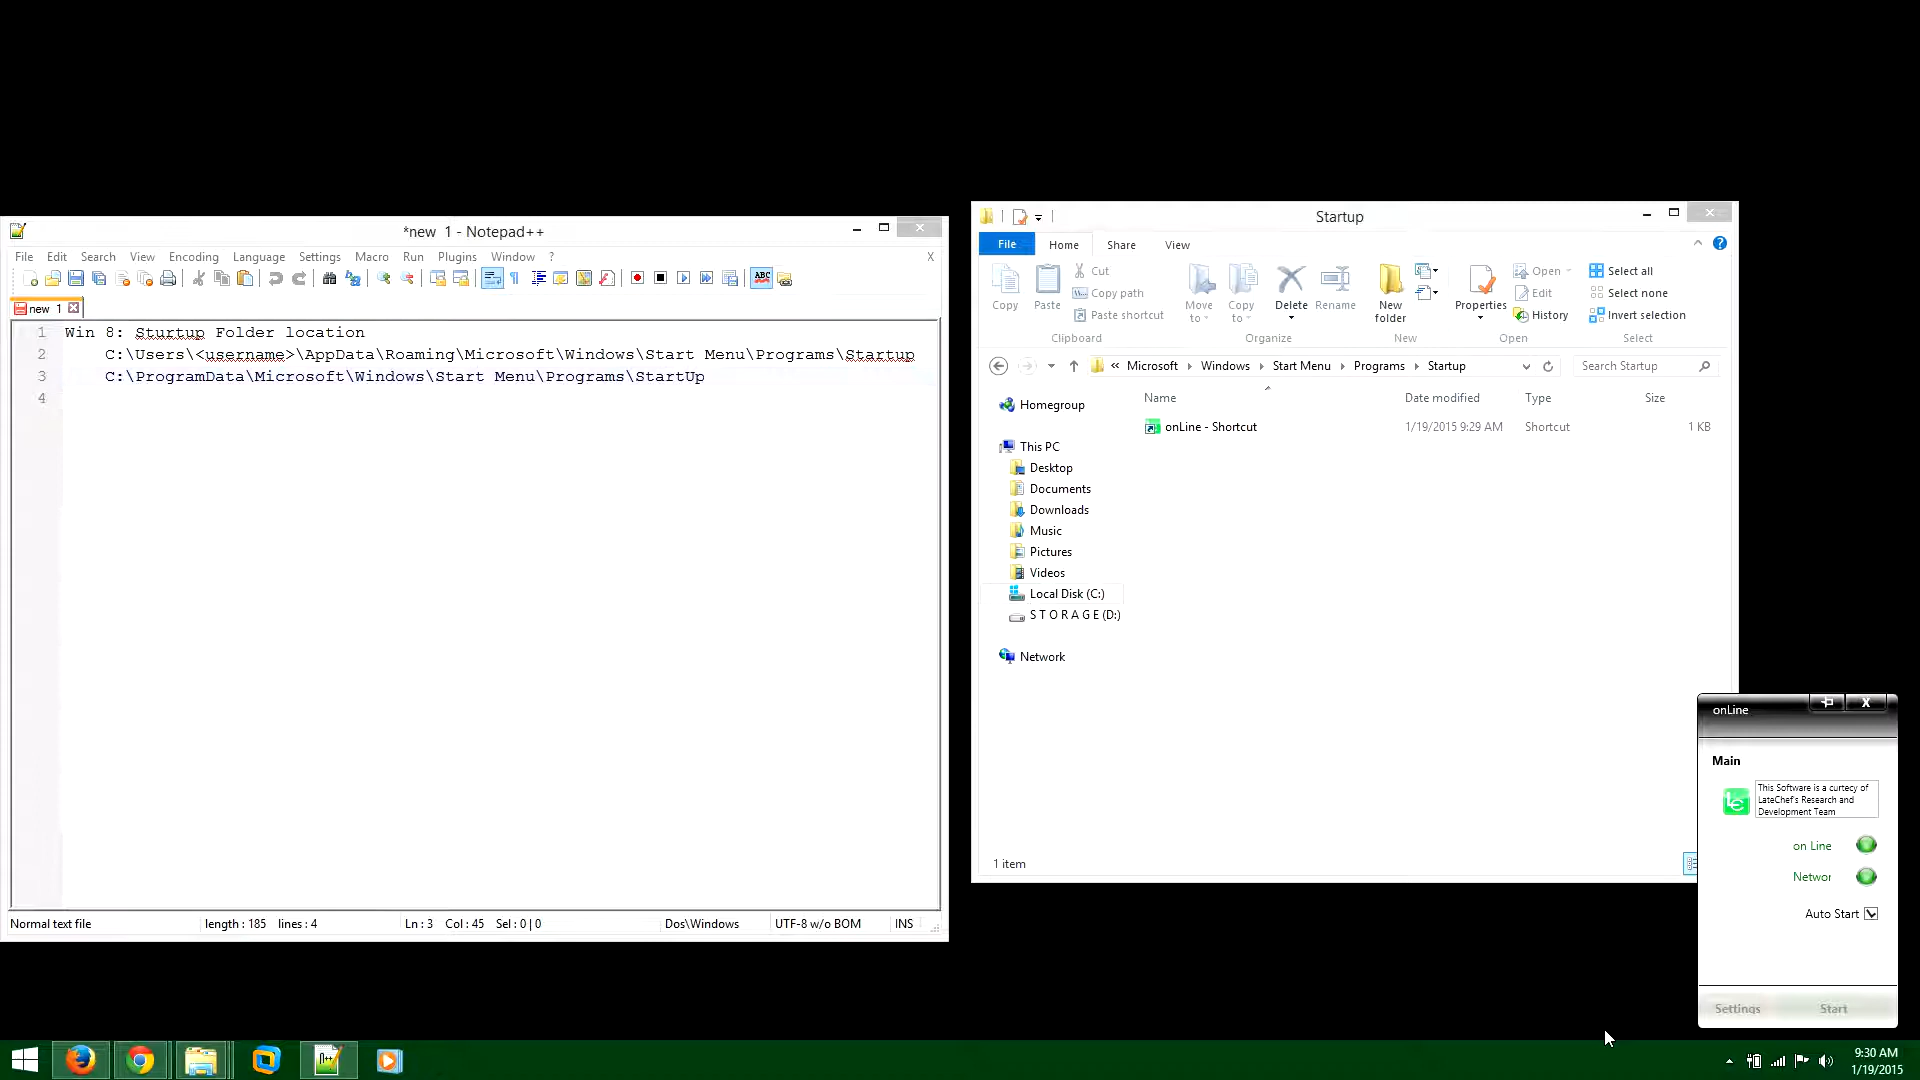 *new 1 - Notepad++
File Edit Search View Encoding Language Settings Macro Run Plugins Window ? X
new 1
1 Win 8: Sturtup Folder location
2 C:\Users\<username>\AppData\Roaming\Microsoft\Windows\Start Menu\Programs\Startup
3 C:\ProgramData\Microsoft\Windows\Start Menu\Programs\StartUp
4
Normal text file length : 185 lines : 4 Ln : 3 Col : 45 Sel : 0 | 0 Dos\Windows UTF-8 w/o BOM INS
Startup
File Home Share View
Copy
Paste
Cut
Copy path
Paste shortcut
Clipboard
Move to
Copy to
Delete
Rename
Organize
New folder
New
Properties
Open
Edit
History
Open
Select all
Select none
Invert selection
Select
« Microsoft Windows Start Menu Programs Startup
Search Startup
Name Date modified Type Size
onLine - Shortcut 1/19/2015 9:29 AM Shortcut 1 KB
Homegroup
This PC
Desktop
Documents
Downloads
Music
Pictures
Videos
Local Disk (C:)
S T O R A G E (D:)
Network
1 item
onLine
X
Main
Le
This Software is a curtecy of
LateChef's Research and
Development Team
on Line
Networ
Auto Start
Settings Start
9:30 AM
1/19/2015